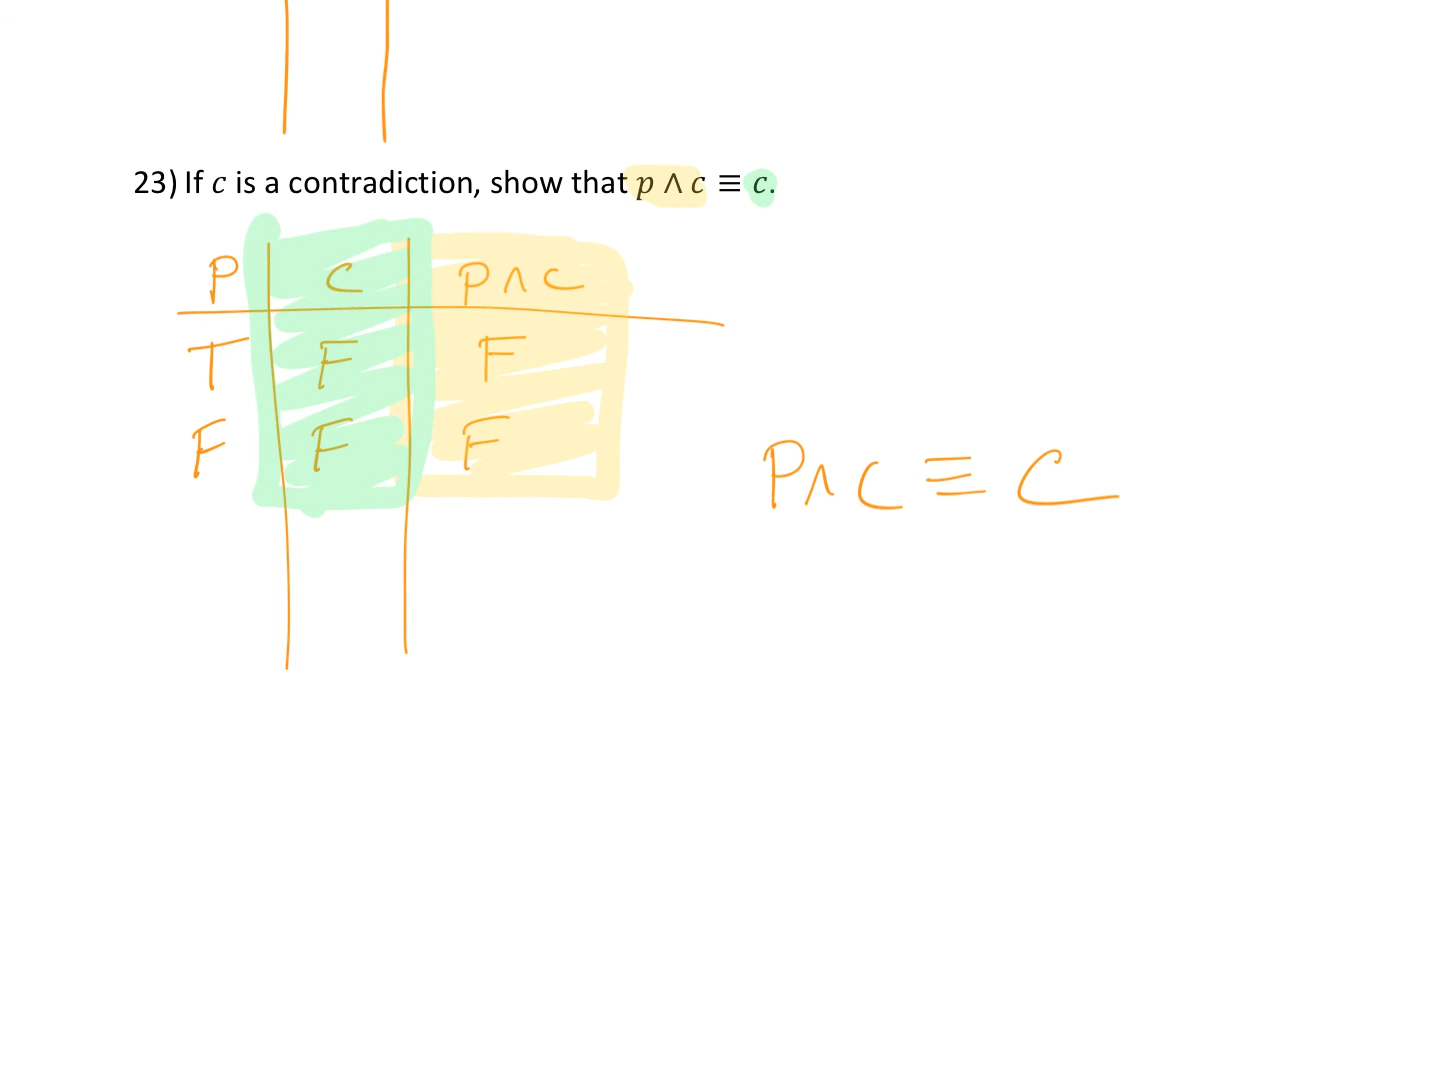 23) If c is a contradiction, show that p ∧ c ≡ c.
P C P∧C
T F F
F F F
P∧C ≡ C